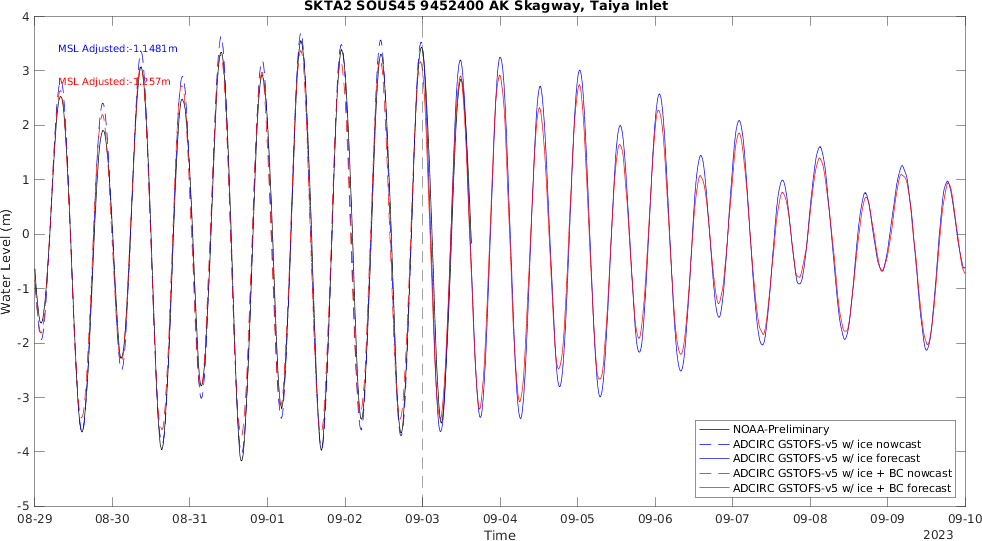 SKTA2 SOUS45 9452400 AK Skagway, Taiya Inlet
MSL Adjusted:-1.1481m
MSL Adjusted:-1.257m
Water Level (m)
4
3
2
1
0
-1
-2
-3
-4
-5
NOAA-Preliminary
ADCIRC GSTOFS-v5 w/ ice nowcast
ADCIRC GSTOFS-v5 w/ ice forecast
ADCIRC GSTOFS-v5 w/ ice + BC nowcast
ADCIRC GSTOFS-v5 w/ ice + BC forecast
08-29 08-30 08-31 09-01 09-02 09-03 09-04 09-05 09-06 09-07 09-08 09-09 09-10
Time
2023